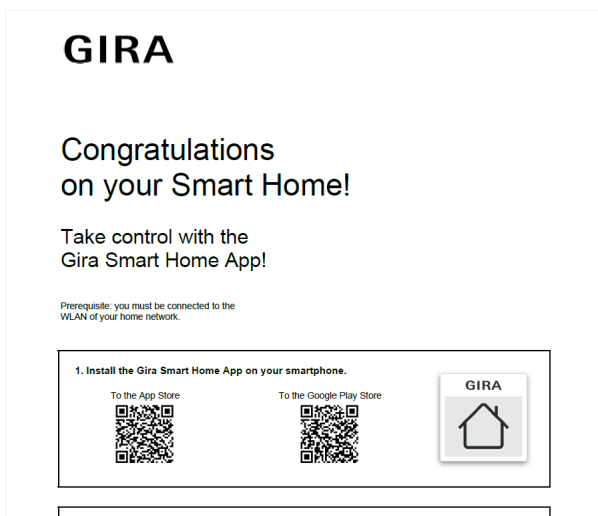 GIRA
Congratulations
on your Smart Home!
Take control with the
Gira Smart Home App!
Prerequisite: you must be connected to the
WLAN of your home network.
1. Install the Gira Smart Home App on your smartphone.
To the App Store
To the Google Play Store
GIRA